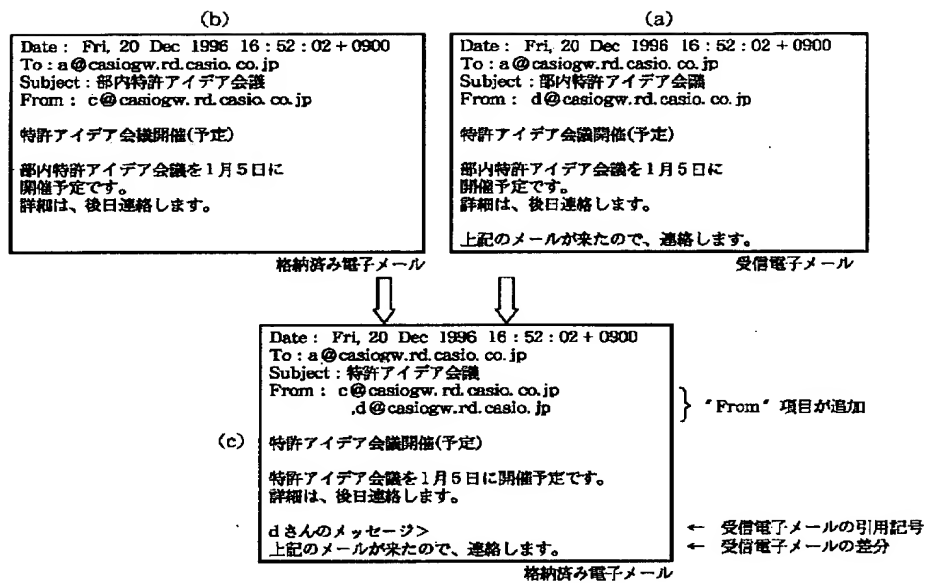 (b)
Date : Fri, 20 Dec 1996 16 : 52 : 02 + 0900
To : a@casiogw.rd.casio.co.jp
Subject : 部内特許アイデア会議
From : c@casiogw.rd.casio.co.jp
特許アイデア会議開催(予定)
部内特許アイデア会議を1月5日に
開催予定です。
詳細は、後日連絡します。
格納済み電子メール
(a)
Date : Fri, 20 Dec 1996 16 : 52 : 02 + 0900
To : a@casiogw.rd.casio.co.jp
Subject : 部内特許アイデア会議
From : d@casiogw.rd.casio.co.jp
特許アイデア会議開催(予定)
部内特許アイデア会議を1月5日に
開催予定です。
詳細は、後日連絡します。
上記のメールが来たので、連絡します。
受信電子メール
(c)
Date : Fri, 20 Dec 1996 16 : 52 : 02 + 0900
To : a@casiogw.rd.casio.co.jp
Subject : 特許アイデア会議
From : c@casiogw.rd.casio.co.jp
,d@casiogw.rd.casio.jp
"From" 項目が追加
特許アイデア会議開催(予定)
特許アイデア会議を1月5日に開催予定です。
詳細は、後日連絡します。
dさんのメッセージ>
← 受信電子メールの引用記号
上記のメールが来たので、連絡します。
← 受信電子メールの差分
格納済み電子メール